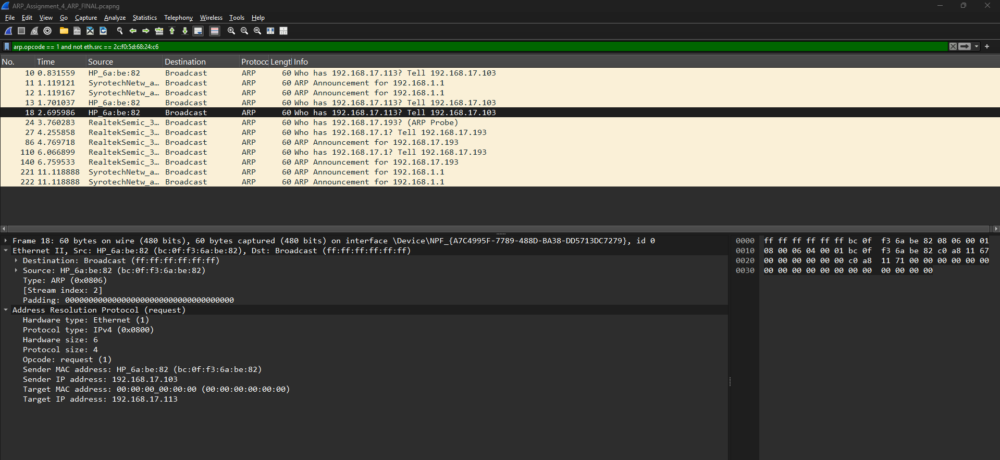 ARP_Assignment_4_ARP_FINAL.pcapng
File Edit View Go Capture Analyze Statistics Telephony Wireless Tools Help
arp.opcode == 1 and not eth.src == 2c:f0:5d:68:24:c6
No. Time Source Destination Protocc Lengtl Info
10 0.831559 HP_6a:be:82 Broadcast ARP 60 Who has 192.168.17.113? Tell 192.168.17.103
11 1.119121 SyrotechNetw_a… Broadcast ARP 60 ARP Announcement for 192.168.1.1
12 1.119167 SyrotechNetw_a… Broadcast ARP 60 ARP Announcement for 192.168.1.1
13 1.701037 HP_6a:be:82 Broadcast ARP 60 Who has 192.168.17.113? Tell 192.168.17.103
18 2.695986 HP_6a:be:82 Broadcast ARP 60 Who has 192.168.17.113? Tell 192.168.17.103
24 3.760283 RealtekSemic_3… Broadcast ARP 60 Who has 192.168.17.193? (ARP Probe)
27 4.255858 RealtekSemic_3… Broadcast ARP 60 Who has 192.168.17.1? Tell 192.168.17.193
86 4.769718 RealtekSemic_3… Broadcast ARP 60 ARP Announcement for 192.168.17.193
110 6.066899 RealtekSemic_3… Broadcast ARP 60 Who has 192.168.17.1? Tell 192.168.17.193
140 6.759533 RealtekSemic_3… Broadcast ARP 60 ARP Announcement for 192.168.17.193
221 11.118888 SyrotechNetw_a… Broadcast ARP 60 ARP Announcement for 192.168.1.1
222 11.118888 SyrotechNetw_a… Broadcast ARP 60 ARP Announcement for 192.168.1.1
Frame 18: 60 bytes on wire (480 bits), 60 bytes captured (480 bits) on interface \Device\NPF_{A7C4995F-7789-488D-BA38-DD5713DC7279}, id 0
Ethernet II, Src: HP_6a:be:82 (bc:0f:f3:6a:be:82), Dst: Broadcast (ff:ff:ff:ff:ff:ff)
Destination: Broadcast (ff:ff:ff:ff:ff:ff)
Source: HP_6a:be:82 (bc:0f:f3:6a:be:82)
Type: ARP (0x0806)
[Stream index: 2]
Padding: 000000000000000000000000000000000000
Address Resolution Protocol (request)
Hardware type: Ethernet (1)
Protocol type: IPv4 (0x0800)
Hardware size: 6
Protocol size: 4
Opcode: request (1)
Sender MAC address: HP_6a:be:82 (bc:0f:f3:6a:be:82)
Sender IP address: 192.168.17.103
Target MAC address: 00:00:00_00:00:00 (00:00:00:00:00:00)
Target IP address: 192.168.17.113
0000 ff ff ff ff ff ff bc 0f f3 6a be 82 08 06 00 01
0010 08 00 06 04 00 01 bc 0f f3 6a be 82 c0 a8 11 67
0020 00 00 00 00 00 00 c0 a8 11 71 00 00 00 00 00 00
0030 00 00 00 00 00 00 00 00 00 00 00 00